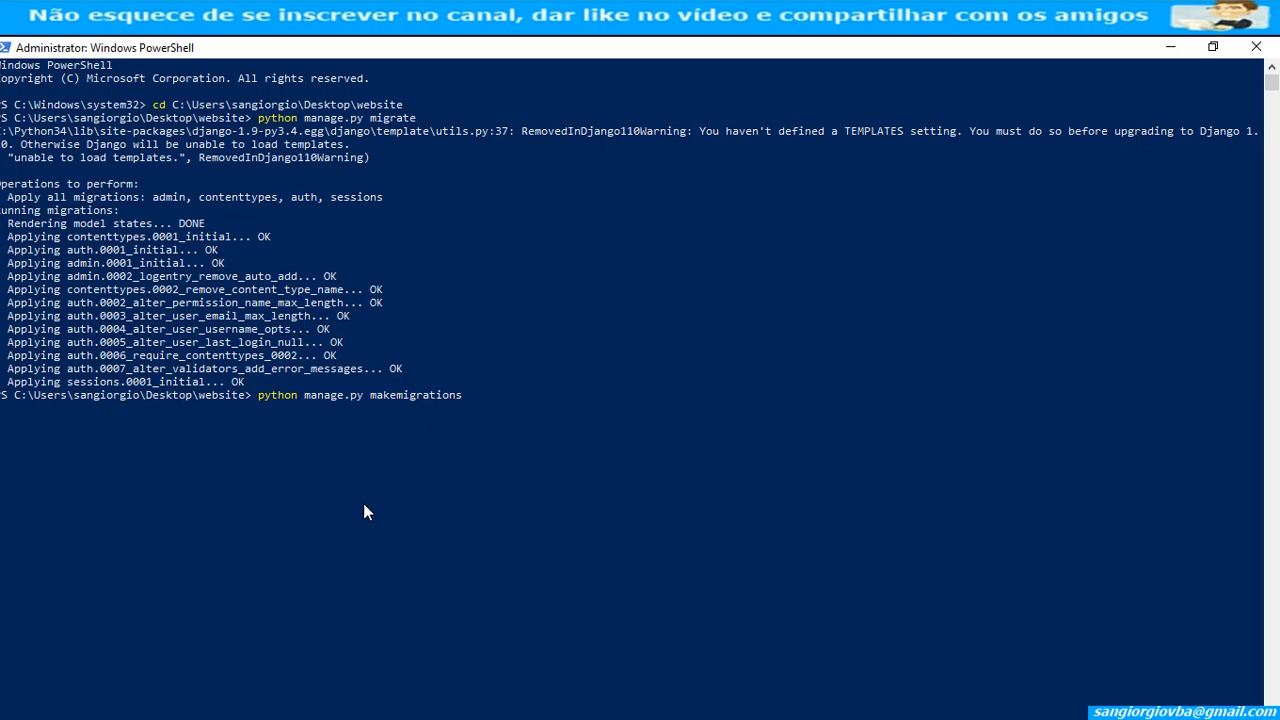 Não esquece de se inscrever no canal, dar like no vídeo e compartilhar com os amigos
Administrator: Windows PowerShell
indows PowerShell
opyright (C) Microsoft Corporation. All rights reserved.
PS C:\Windows\system32> cd C:\Users\sangiorgio\Desktop\website
PS C:\Users\sangiorgio\Desktop\website> python manage.py migrate
:\Python34\lib\site-packages\django-1.9-py3.4.egg\django\template\utils.py:37: RemovedInDjango110Warning: You haven't defined a TEMPLATES setting. You must do so before upgrading to Django 1.
0. Otherwise Django will be unable to load templates.
"unable to load templates.", RemovedInDjango110Warning)
Operations to perform:
Apply all migrations: admin, contenttypes, auth, sessions
unning migrations:
Rendering model states... DONE
Applying contenttypes.0001_initial... OK
Applying auth.0001_initial... OK
Applying admin.0001_initial... OK
Applying admin.0002_logentry_remove_auto_add... OK
Applying contenttypes.0002_remove_content_type_name... OK
Applying auth.0002_alter_permission_name_max_length... OK
Applying auth.0003_alter_user_email_max_length... OK
Applying auth.0004_alter_user_username_opts... OK
Applying auth.0005_alter_user_last_login_null... OK
Applying auth.0006_require_contenttypes_0002... OK
Applying auth.0007_alter_validators_add_error_messages... OK
Applying sessions.0001_initial... OK
PS C:\Users\sangiorgio\Desktop\website> python manage.py makemigrations
sangiorgiovba@gmail.com